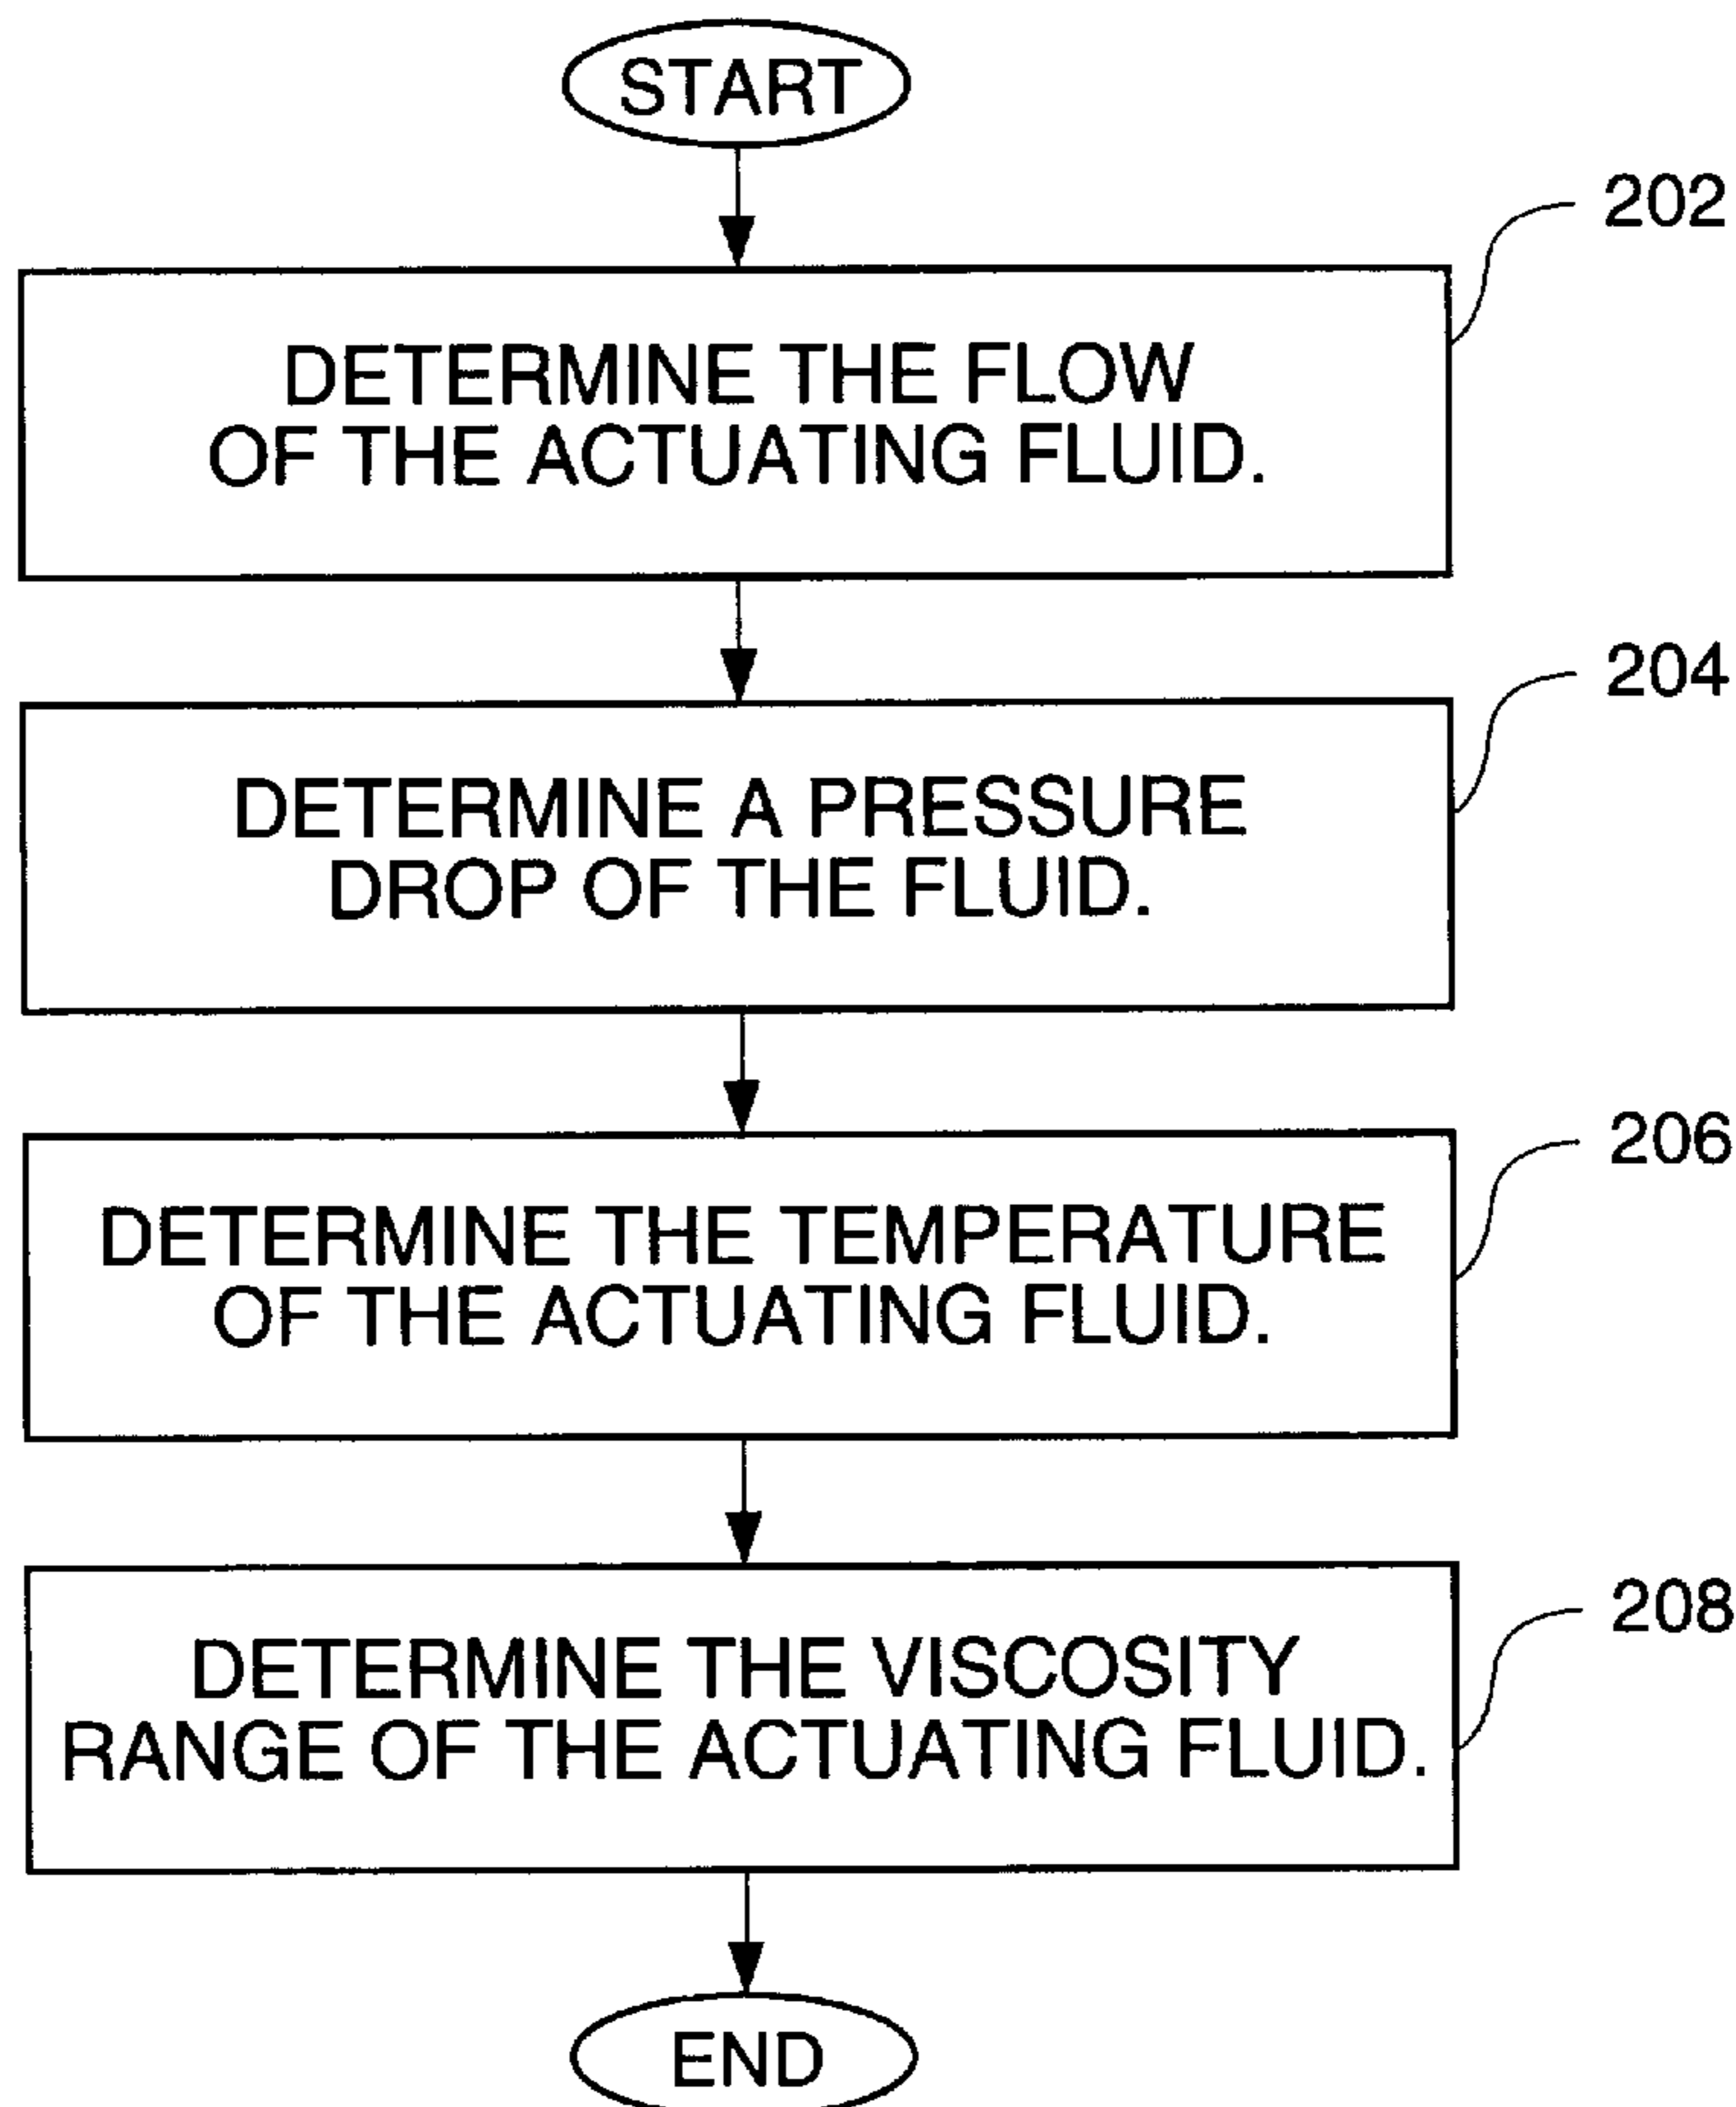 START
202
DETERMINE THE FLOW
OF THE ACTUATING FLUID.
204
DETERMINE A PRESSURE
DROP OF THE FLUID.
206
DETERMINE THE TEMPERATURE
OF THE ACTUATING FLUID.
208
DETERMINE THE VISCOSITY
RANGE OF THE ACTUATING FLUID.
END